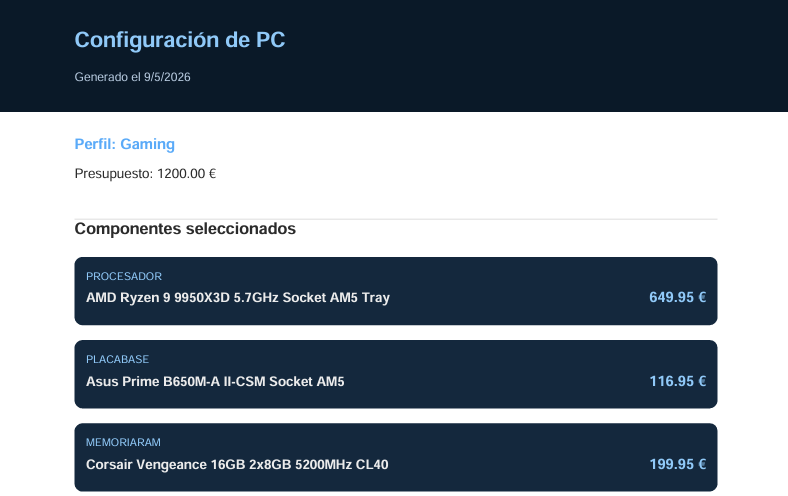 Configuración de PC
Generado el 9/5/2026
Perfil: Gaming
Presupuesto: 1200.00 €
Componentes seleccionados
PROCESADOR
AMD Ryzen 9 9950X3D 5.7GHz Socket AM5 Tray 649.95 €
PLACABASE
Asus Prime B650M-A II-CSM Socket AM5 116.95 €
MEMORIARAM
Corsair Vengeance 16GB 2x8GB 5200MHz CL40 199.95 €